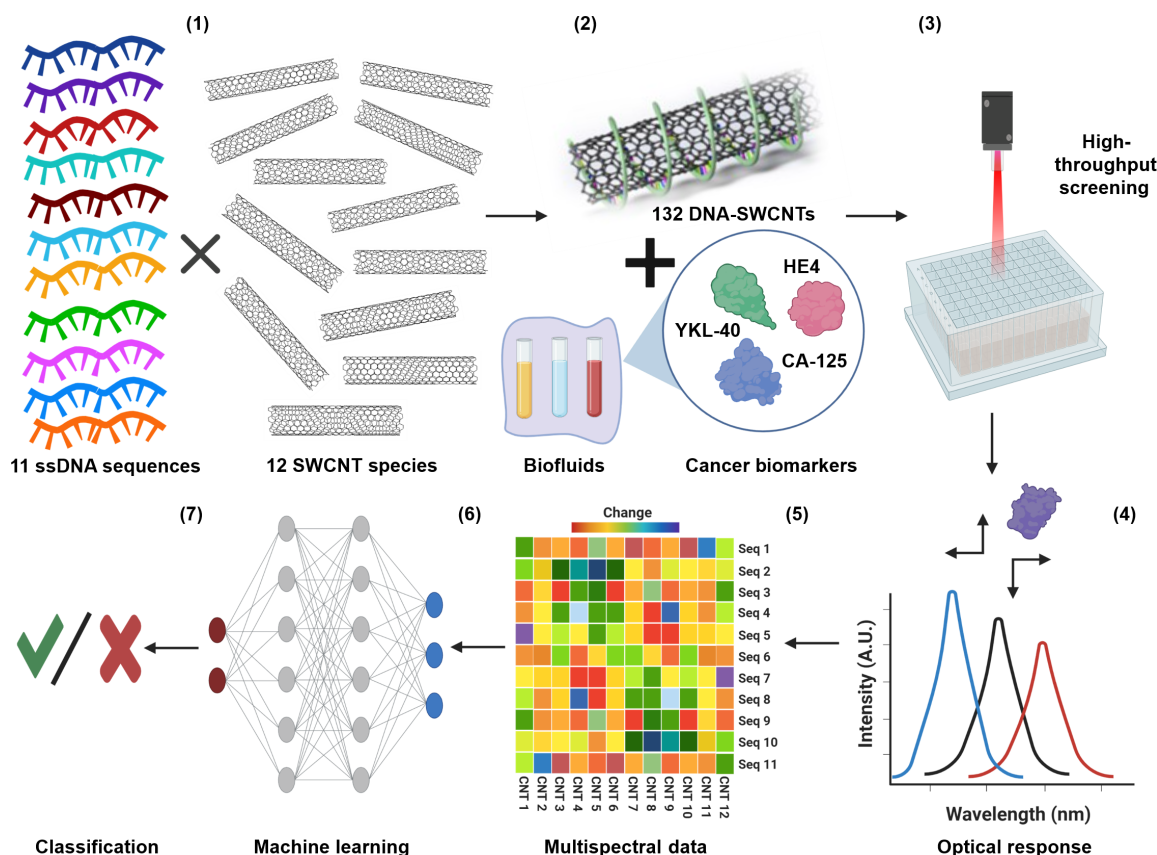 (1)
(2)
(3)
11 ssDNA sequences
12 SWCNT species
132 DNA-SWCNTs
HE4
YKL-40
CA-125
Biofluids
Cancer biomarkers
High-
throughput
screening
(4)
Intensity (A.U.)
Wavelength (nm)
Optical response
(5)
Change
Seq 1
Seq 2
Seq 3
Seq 4
Seq 5
Seq 6
Seq 7
Seq 8
Seq 9
Seq 10
Seq 11
CNT 1
CNT 2
CNT 3
CNT 4
CNT 5
CNT 6
CNT 7
CNT 8
CNT 9
CNT 10
CNT 11
CNT 12
Multispectral data
(6)
Machine learning
(7)
Classification